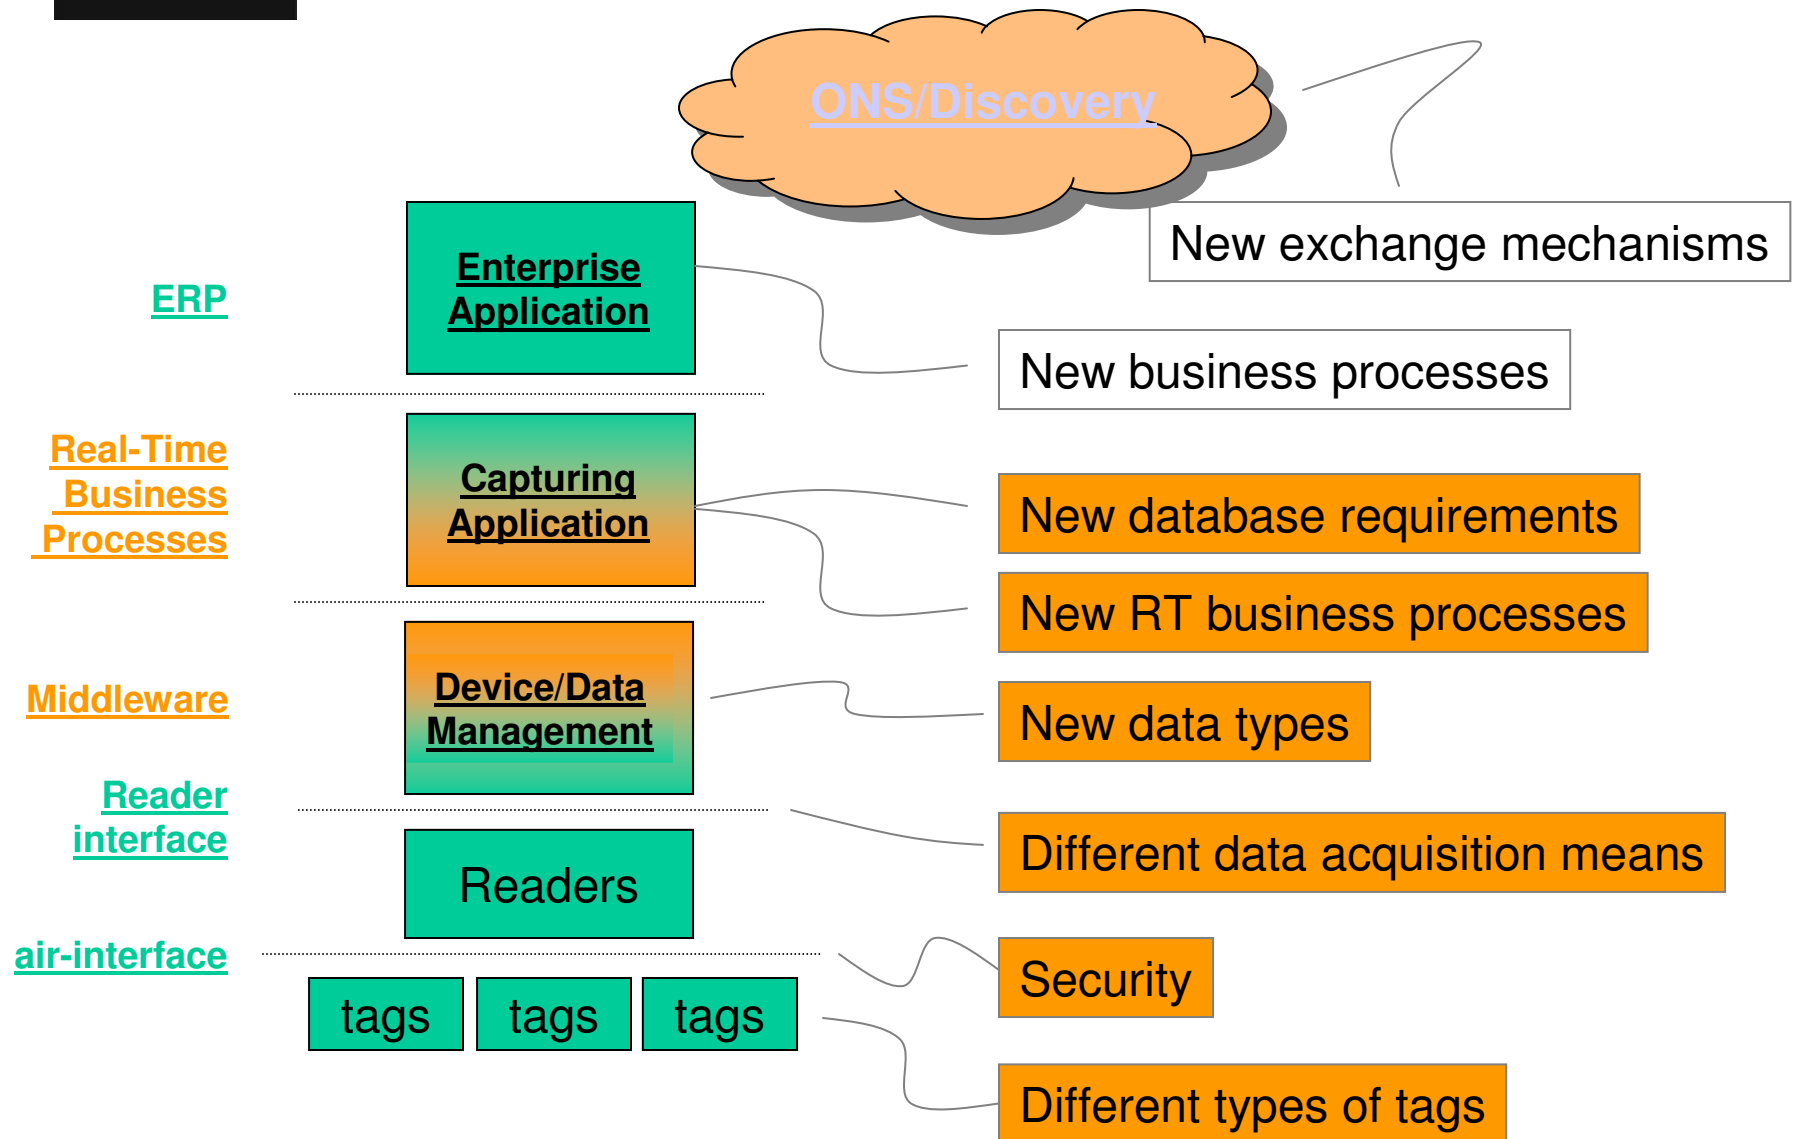 ONS/Discovery
New exchange mechanisms
ERP
Enterprise
Application
New business processes
Real-Time
Business
Processes
Capturing
Application
New database requirements
New RT business processes
Middleware
Device/Data
Management
New data types
Reader
interface
Different data acquisition means
Readers
air-interface
Security
tags
tags
tags
Different types of tags